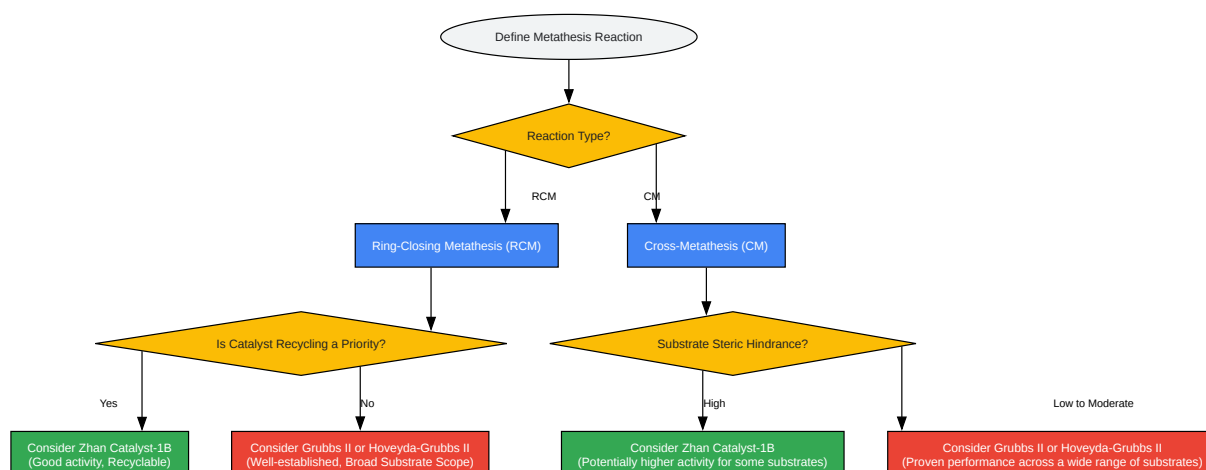 Define Metathesis Reaction
Reaction Type?
RCM
CM
Ring-Closing Metathesis (RCM)
Cross-Metathesis (CM)
Is Catalyst Recycling a Priority?
Substrate Steric Hindrance?
Yes
No
High
Low to Moderate
Consider Zhan Catalyst-1B
(Good activity, Recyclable)
Consider Grubbs II or Hoveyda-Grubbs II
(Well-established, Broad Substrate Scope)
Consider Zhan Catalyst-1B
(Potentially higher activity for some substrates)
Consider Grubbs II or Hoveyda-Grubbs II
(Proven performance across a wide range of substrates)